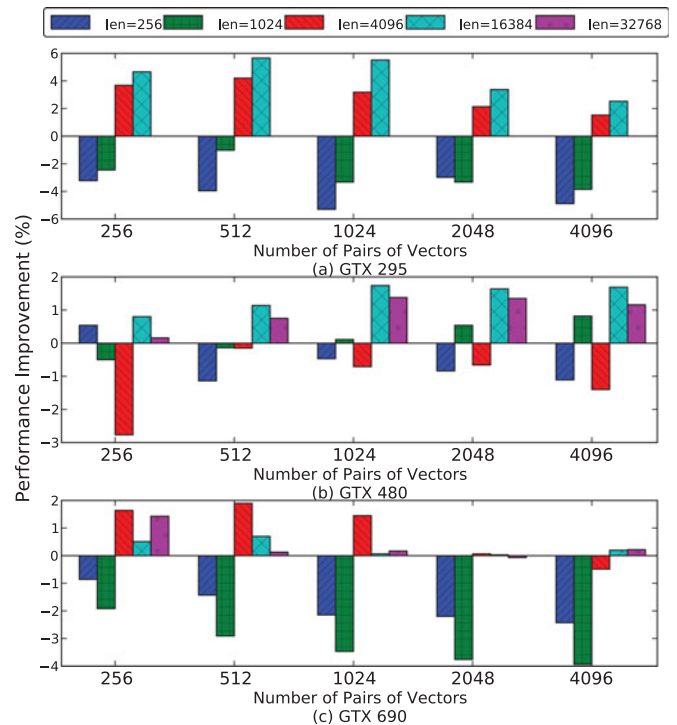 len=256 len=1024 len=4096 len=16384 len=32768
Performance Improvement (%)
6
4
2
0
−2
−4
−6
256 512 1024 2048 4096
Number of Pairs of Vectors
(a) GTX 295
2
1
0
−1
−2
−3
256 512 1024 2048 4096
Number of Pairs of Vectors
(b) GTX 480
2
1
0
−1
−2
−3
−4
256 512 1024 2048 4096
Number of Pairs of Vectors
(c) GTX 690